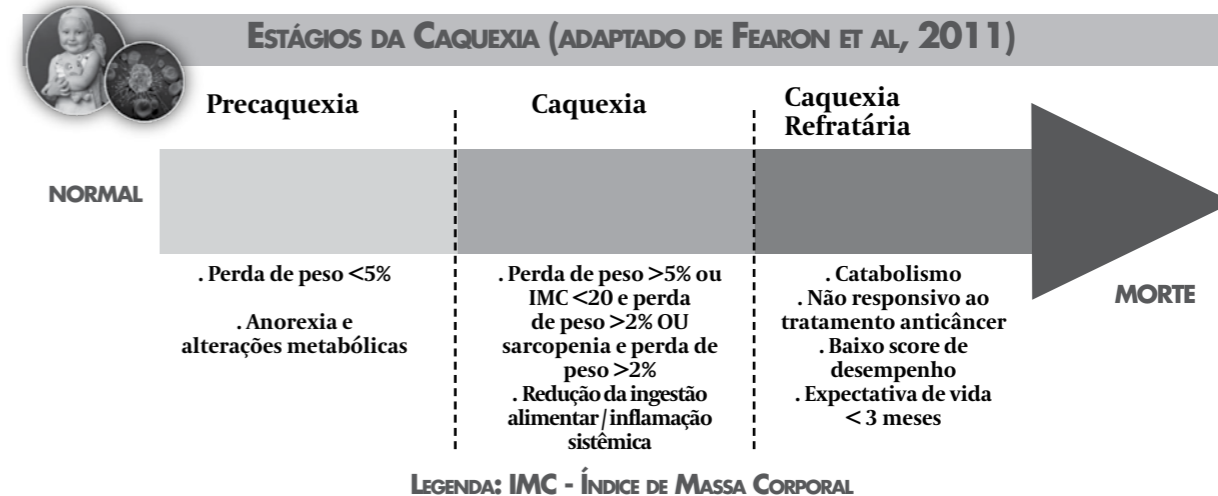 ESTÁGIOS DA CAQUEXIA (ADAPTADO DE FEARON ET AL, 2011)
Precaquexia
Caquexia
Caquexia
Refratária
NORMAL
. Perda de peso <5%
. Anorexia e
alterações metabólicas
. Perda de peso >5% ou
IMC <20 e perda
de peso >2% OU
sarcopenia e perda de
peso >2%
. Redução da ingestão
alimentar/inflamação
sistêmica
. Catabolismo
. Não responsivo ao
tratamento anticâncer
. Baixo score de
desempenho
. Expectativa de vida
< 3 meses
MORTE
LEGENDA: IMC - ÍNDICE DE MASSA CORPORAL